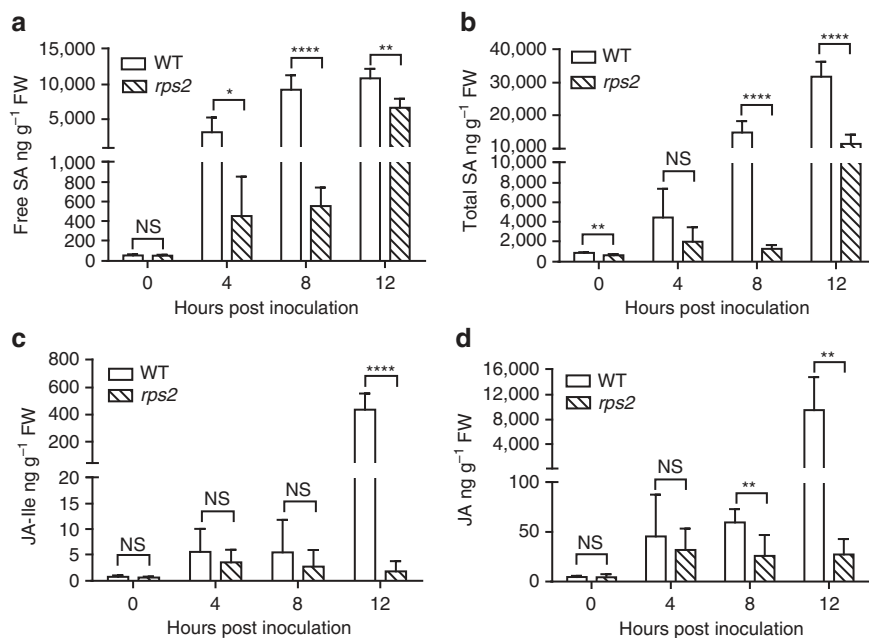 a
Free SA ng g⁻¹ FW
15,000
10,000
5,000
1,000
800
600
400
200
0
WT
rps2
NS
*
****
**
0 4 8 12
Hours post inoculation
b
Total SA ng g⁻¹ FW
40,000
30,000
20,000
10,000
8,000
6,000
4,000
2,000
0
WT
rps2
**
NS
****
****
0 4 8 12
Hours post inoculation
c
JA-Ile ng g⁻¹ FW
800
600
400
200
20
15
10
5
0
WT
rps2
NS
NS
NS
****
0 4 8 12
Hours post inoculation
d
JA ng g⁻¹ FW
16,000
12,000
8,000
4,000
100
50
0
WT
rps2
NS
NS
**
**
0 4 8 12
Hours post inoculation